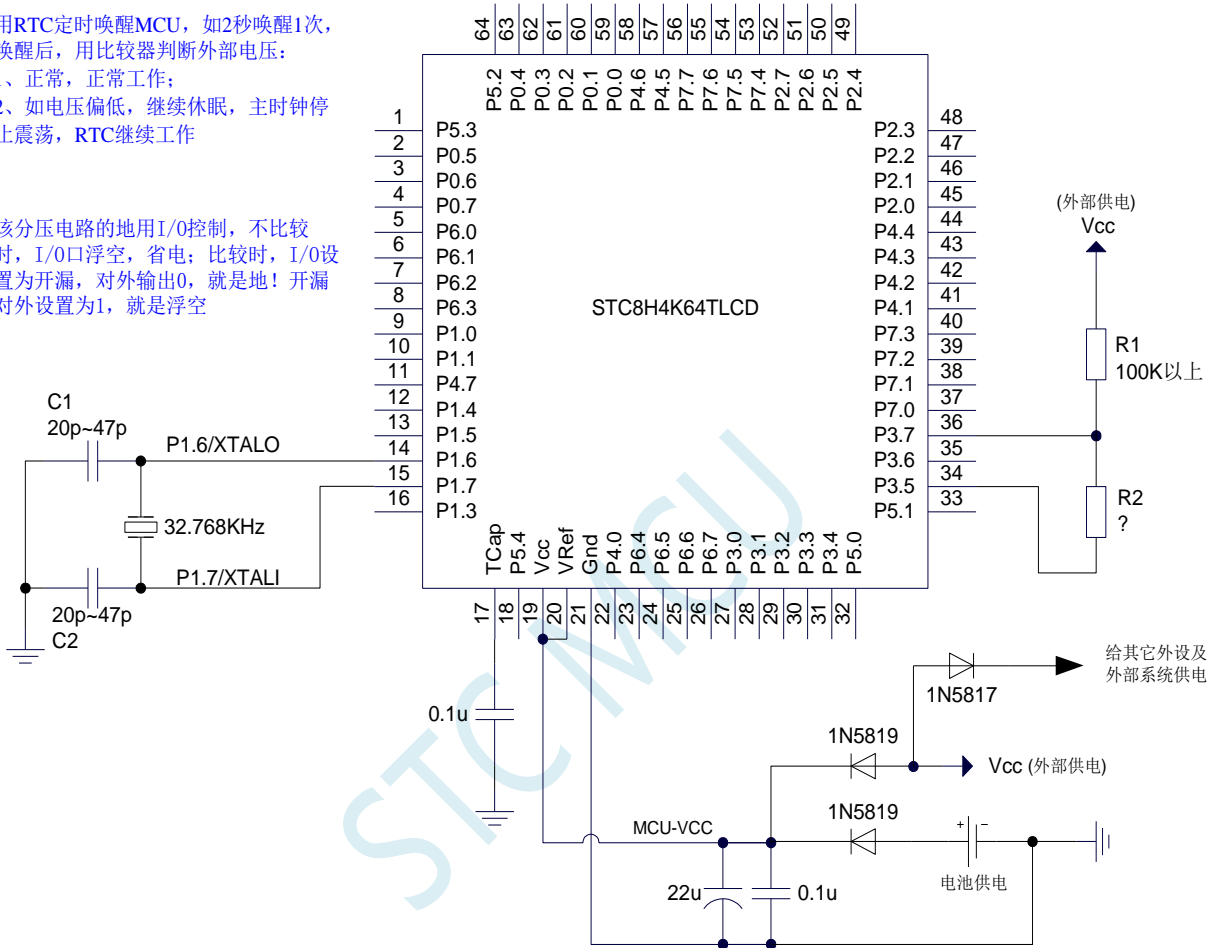 用RTC定时唤醒MCU，如2秒唤醒1次，
唤醒后，用比较器判断外部电压：
1、正常，正常工作；
2、如电压偏低，继续休眠，主时钟停
止震荡，RTC继续工作
该分压电路的地用I/O控制，不比较
时，I/O口浮空，省电；比较时，I/O设
置为开漏，对外输出0，就是地！开漏
对外设置为1，就是浮空
64 63 62 61 60 59 58 57 56 55 54 53 52 51 50 49
P5.2 P0.4 P0.3 P0.2 P0.1 P0.0 P4.6 P4.5 P7.7 P7.6 P7.5 P7.4 P2.7 P2.6 P2.5 P2.4
1 P5.3
2 P0.5
3 P0.6
4 P0.7
5 P6.0
6 P6.1
7 P6.2
8 P6.3
9 P1.0
10 P1.1
11 P4.7
12 P1.4
13 P1.5
14 P1.6
15 P1.7
16 P1.3
STC8H4K64TLCD
P2.3 48
P2.2 47
P2.1 46
P2.0 45
P4.4 44
P4.3 43
P4.2 42
P4.1 41
P7.3 40
P7.2 39
P7.1 38
P7.0 37
P3.7 36
P3.6 35
P3.5 34
P5.1 33
TCap P5.4 Vcc VRef Gnd P4.0 P6.4 P6.5 P6.6 P6.7 P3.0 P3.1 P3.2 P3.3 P3.4 P5.0
17 18 19 20 21 22 23 24 25 26 27 28 29 30 31 32
C1
20p~47p
P1.6/XTALO
32.768KHz
P1.7/XTALI
20p~47p
C2
(外部供电)
Vcc
R1
100K以上
R2
?
给其它外设及
外部系统供电
1N5817
0.1u
1N5819
Vcc (外部供电)
1N5819
MCU-VCC
+ −
电池供电
22u
0.1u
STC MCU